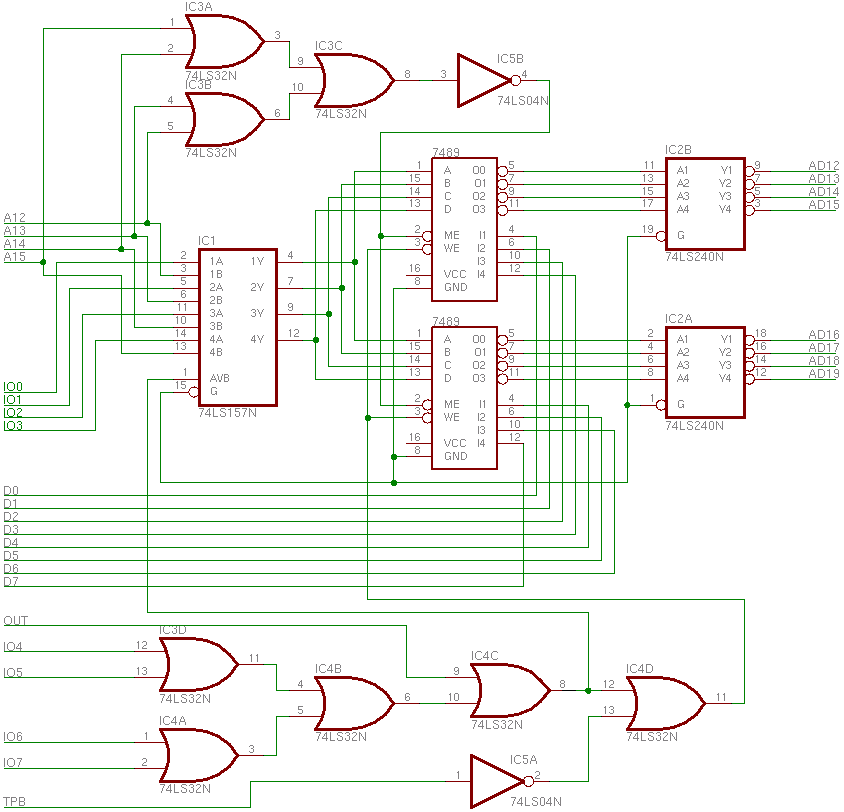 IC3A
1 3
2
74LS32N
IC3B
4
5 6
74LS32N
IC3C
9
10 8
74LS32N
IC5B
3 4
74LS04N
7489
1 A O0 5
15 B O1 7
14 C O2 9
13 D O3 11
2 ME I1 4
3 WE I2 6
I3 10
16 VCC I4 12
8 GND
IC2B
11 A1 Y1 9 AD12
13 A2 Y2 7 AD13
15 A3 Y3 5 AD14
17 A4 Y4 3 AD15
19 G
74LS240N
A12
A13
A14
A15
IC1
2 1A 1Y 4
3 1B
5 2A 2Y 7
6 2B
11 3A 3Y 9
10 3B
14 4A 4Y 12
13 4B
1 AVB
15 G
74LS157N
7489
1 A O0 5
15 B O1 7
14 C O2 9
13 D O3 11
2 ME I1 4
3 WE I2 6
I3 10
16 VCC I4 12
8 GND
IC2A
2 A1 Y1 18 AD16
4 A2 Y2 16 AD17
6 A3 Y3 14 AD18
8 A4 Y4 12 AD19
1 G
74LS240N
IO0
IO1
IO2
IO3
D0
D1
D2
D3
D4
D5
D6
D7
OUT
IO4
IO5
IO6
IO7
TPB
IC3D
12
13 11
74LS32N
IC4A
1
2 3
74LS32N
IC4B
4
5 6
74LS32N
IC4C
9
10 8
74LS32N
IC4D
12
13 11
74LS32N
IC5A
1 2
74LS04N